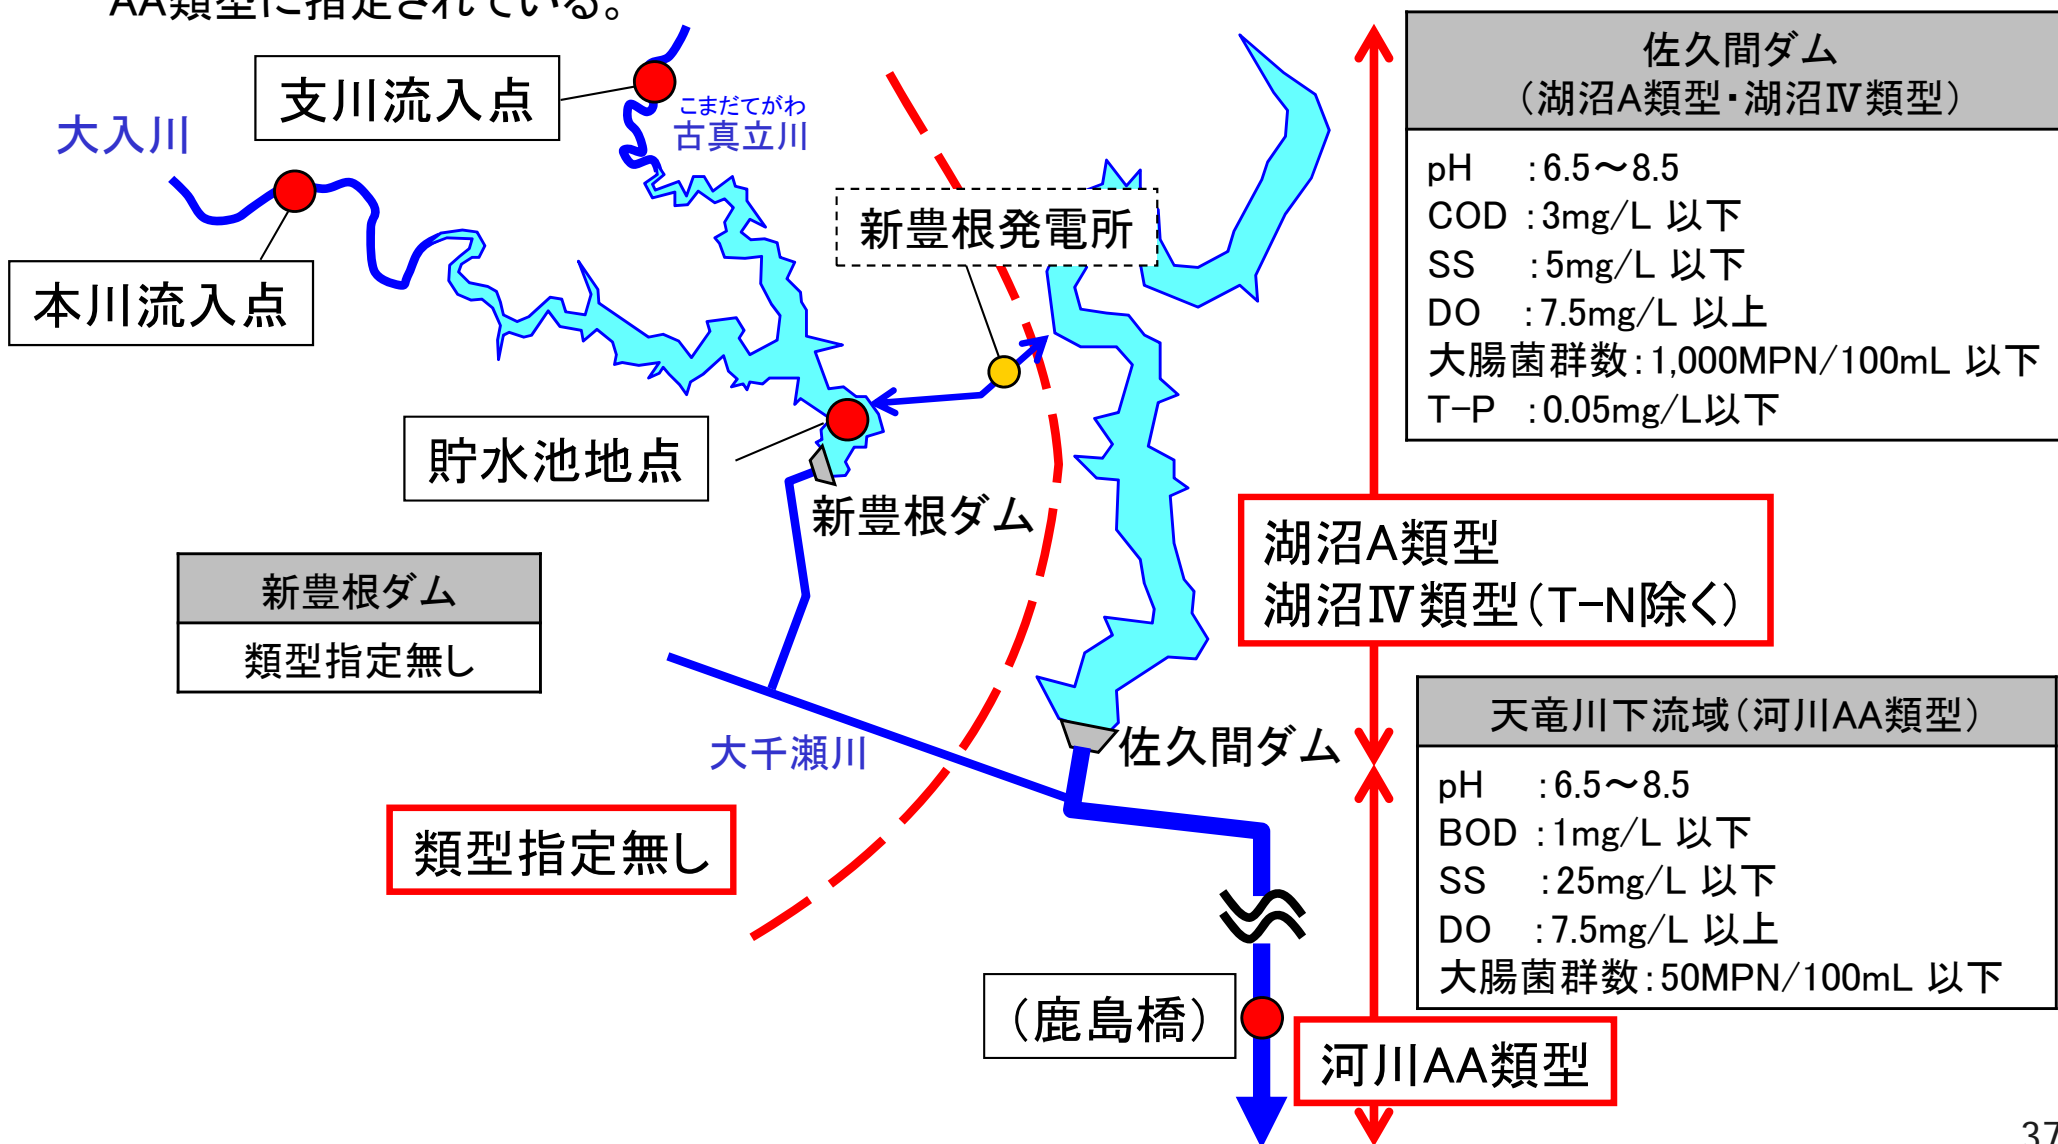 AA類型に指定されている。
支川流入点
こまだてがわ
古真立川
大入川
本川流入点
新豊根発電所
貯水池地点
新豊根ダム
新豊根ダム
類型指定無し
大千瀬川
佐久間ダム
類型指定無し
(鹿島橋)
佐久間ダム
(湖沼A類型・湖沼Ⅳ類型)
pH :6.5~8.5
COD :3mg/L 以下
SS :5mg/L 以下
DO :7.5mg/L 以上
大腸菌群数:1,000MPN/100mL 以下
T-P :0.05mg/L以下
湖沼A類型
湖沼Ⅳ類型(T-N除く)
天竜川下流域(河川AA類型)
pH :6.5~8.5
BOD :1mg/L 以下
SS :25mg/L 以下
DO :7.5mg/L 以上
大腸菌群数:50MPN/100mL 以下
河川AA類型
37